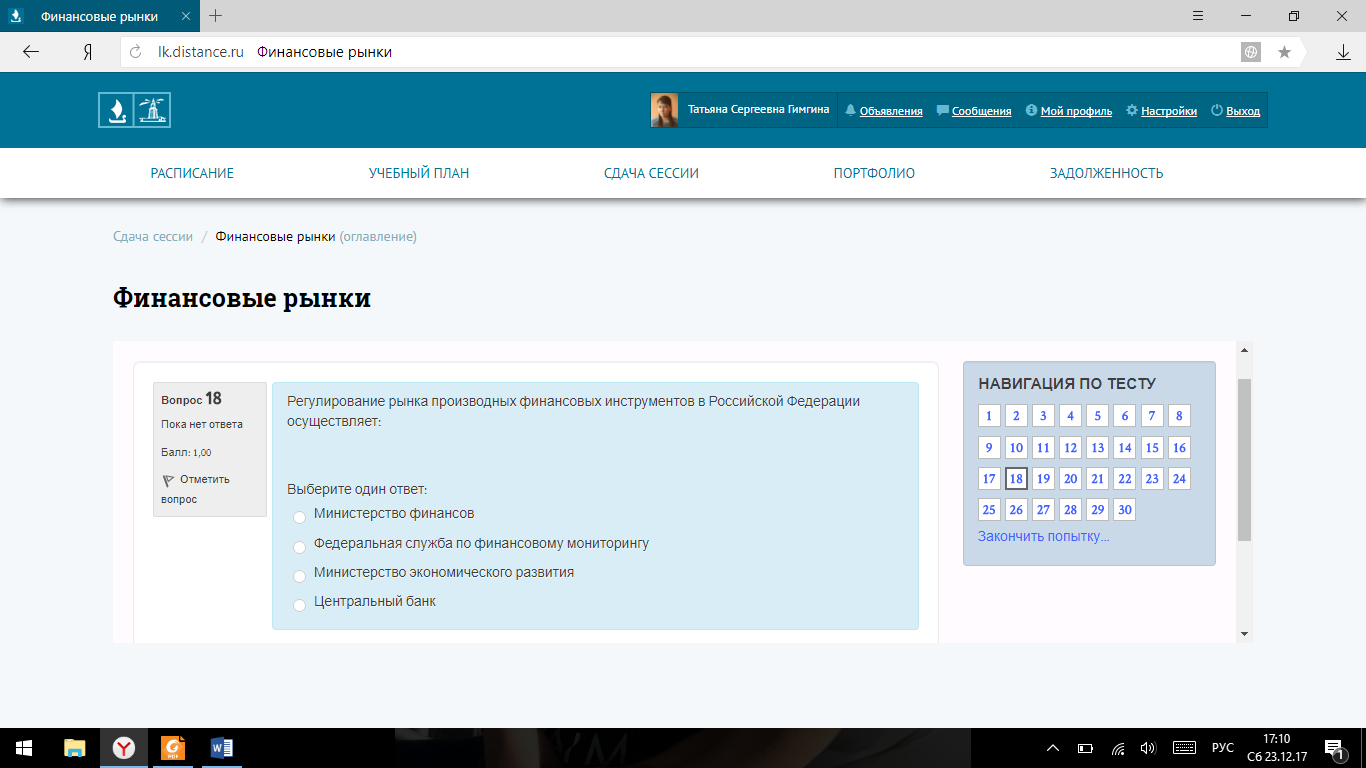 Финансовые рынки
lk.distance.ru Финансовые рынки
Татьяна Сергеевна Гимгина Объявления Сообщения Мой профиль Настройки Выход
РАСПИСАНИЕ УЧЕБНЫЙ ПЛАН СДАЧА СЕССИИ ПОРТФОЛИО ЗАДОЛЖЕННОСТЬ
Сдача сессии / Финансовые рынки (оглавление)
Финансовые рынки
Вопрос 18
Пока нет ответа
Балл: 1,00
Отметить
вопрос
Регулирование рынка производных финансовых инструментов в Российской Федерации
осуществляет:
Выберите один ответ:
Министерство финансов
Федеральная служба по финансовому мониторингу
Министерство экономического развития
Центральный банк
НАВИГАЦИЯ ПО ТЕСТУ
1 2 3 4 5 6 7 8
9 10 11 12 13 14 15 16
17 18 19 20 21 22 23 24
25 26 27 28 29 30
Закончить попытку...
РУС
17:10
Сб 23.12.17
1